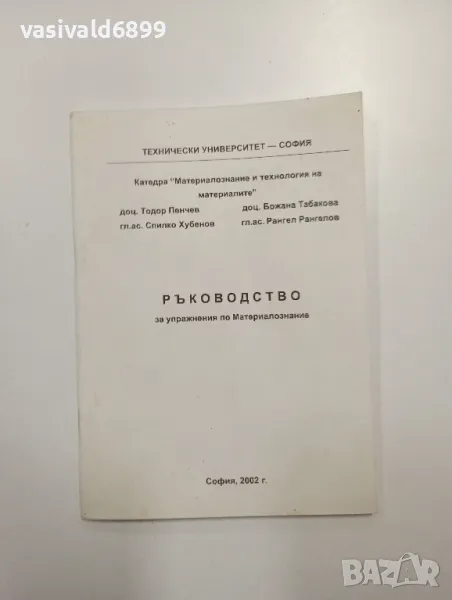 vasivald6899
ТЕХНИЧЕСКИ УНИВЕРСИТЕТ — СОФИЯ
Катедра "Материалознание и технология на
материалите"
доц. Тодор Пенчев доц. Божана Табакова
гл.ас. Спилко Хубенов гл.ас. Рангел Рангелов
РЪКОВОДСТВО
за упражнения по Материалознание
София, 2002 г.
BAZAR